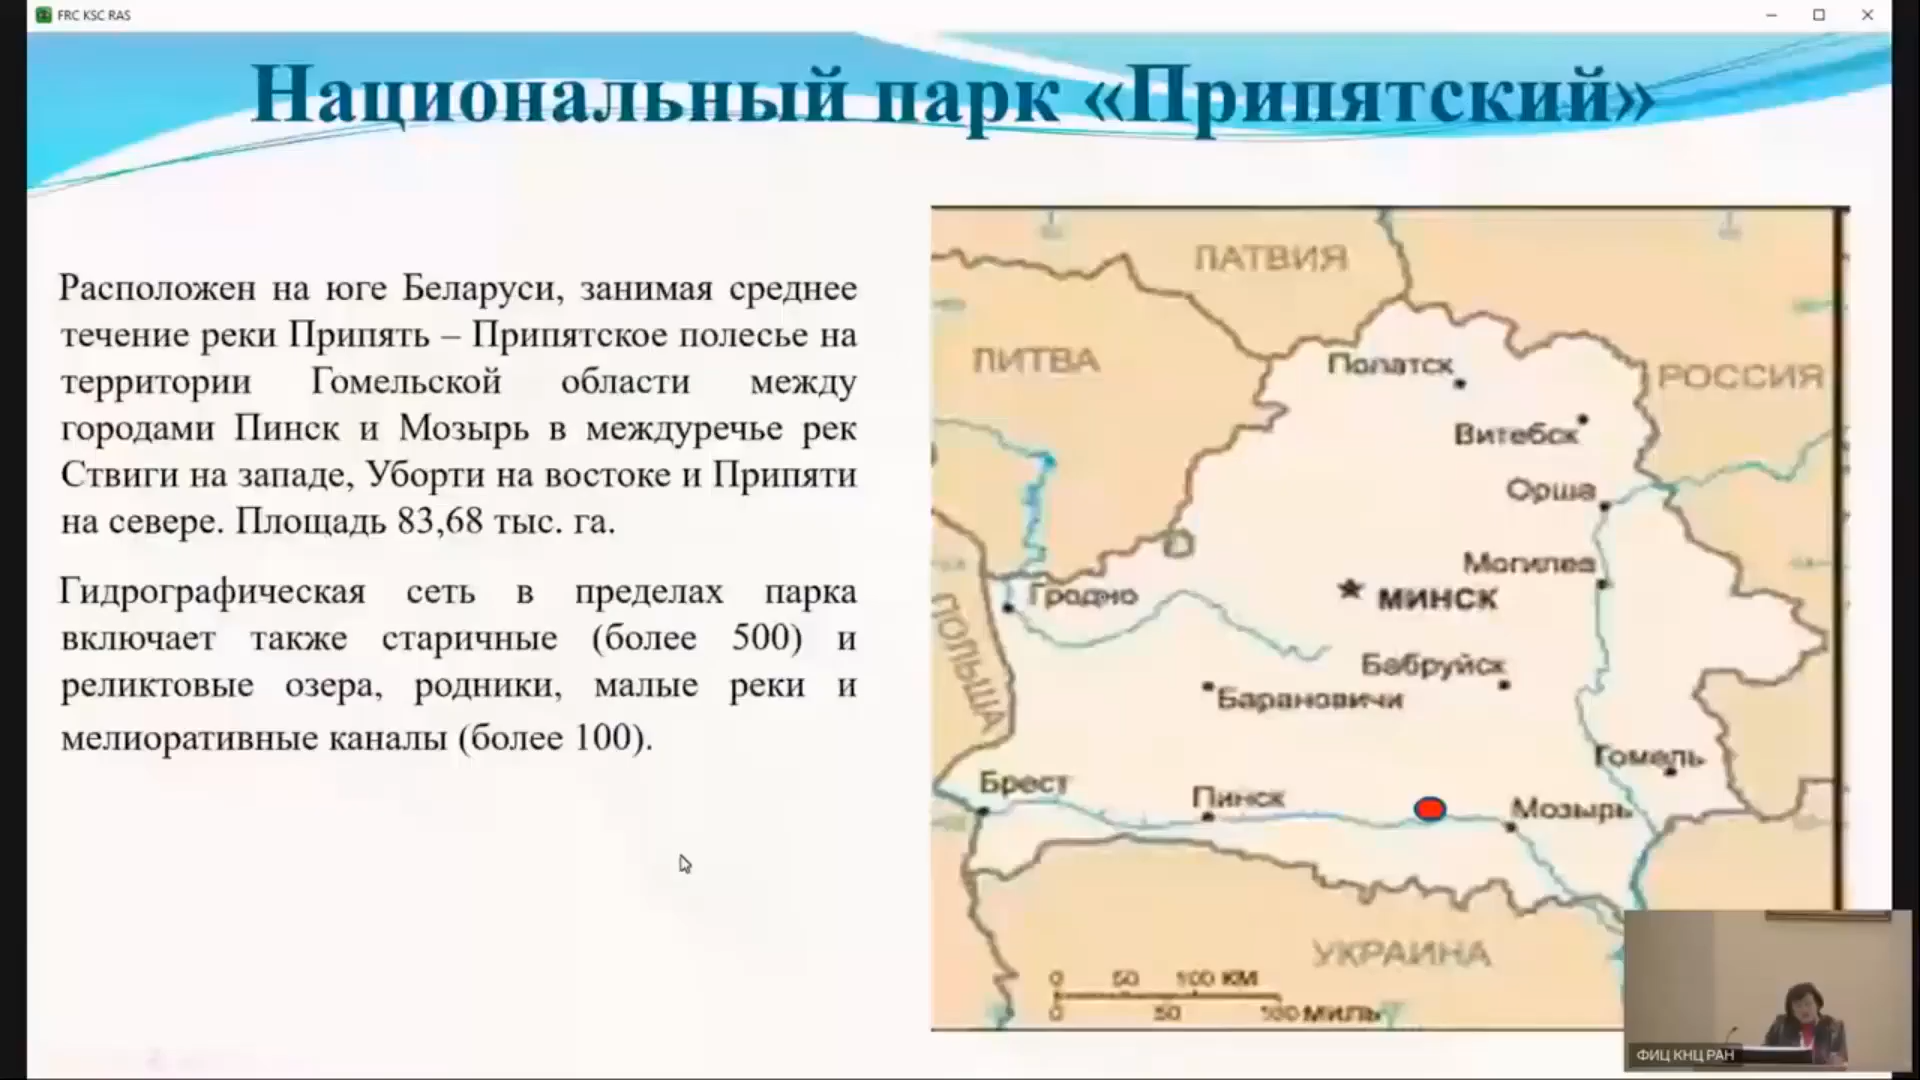 FRC KSC RAS
Национальный парк «Припятский»
Расположен на юге Беларуси, занимая среднее
течение реки Припять – Припятское полесье на
территории Гомельской области между
городами Пинск и Мозырь в междуречье рек
Ствиги на западе, Уборти на востоке и Припяти
на севере. Площадь 83,68 тыс. га.
Гидрографическая сеть в пределах парка
включает также старичные (более 500) и
реликтовые озера, родники, малые реки и
мелиоративные каналы (более 100).
ЛАТВИЯ
ЛИТВА
Полатск
РОССИЯ
Витебск
Орша
Могилев
МИНСК
Гродно
ПОЛЬША
Бабруйск
Барановичи
Гомель
Брест
Пинск
Мозырь
УКРАИНА
0 50 100 КМ
0 50 100 МИЛЬ
ФИЦ КНЦ РАН